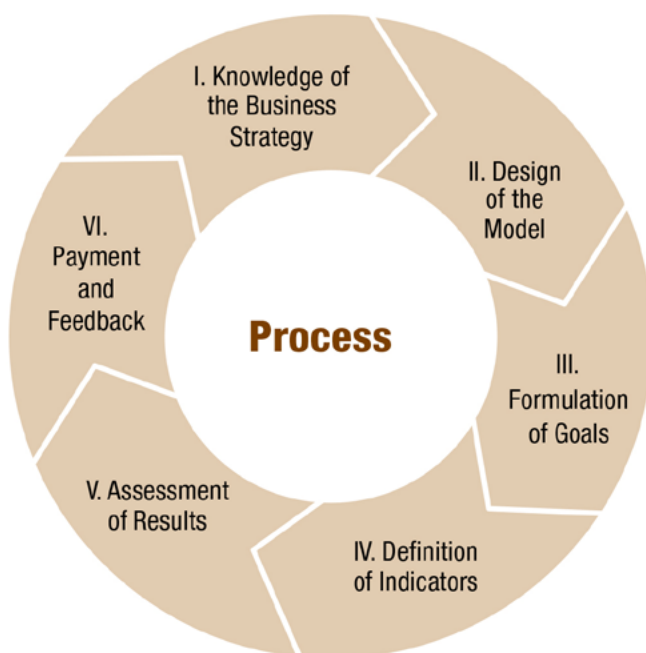 I. Knowledge of
the Business
Strategy
II. Design
of the
Model
III.
Formulation
of Goals
IV. Definition
of Indicators
V. Assessment
of Results
VI.
Payment
and
Feedback
Process